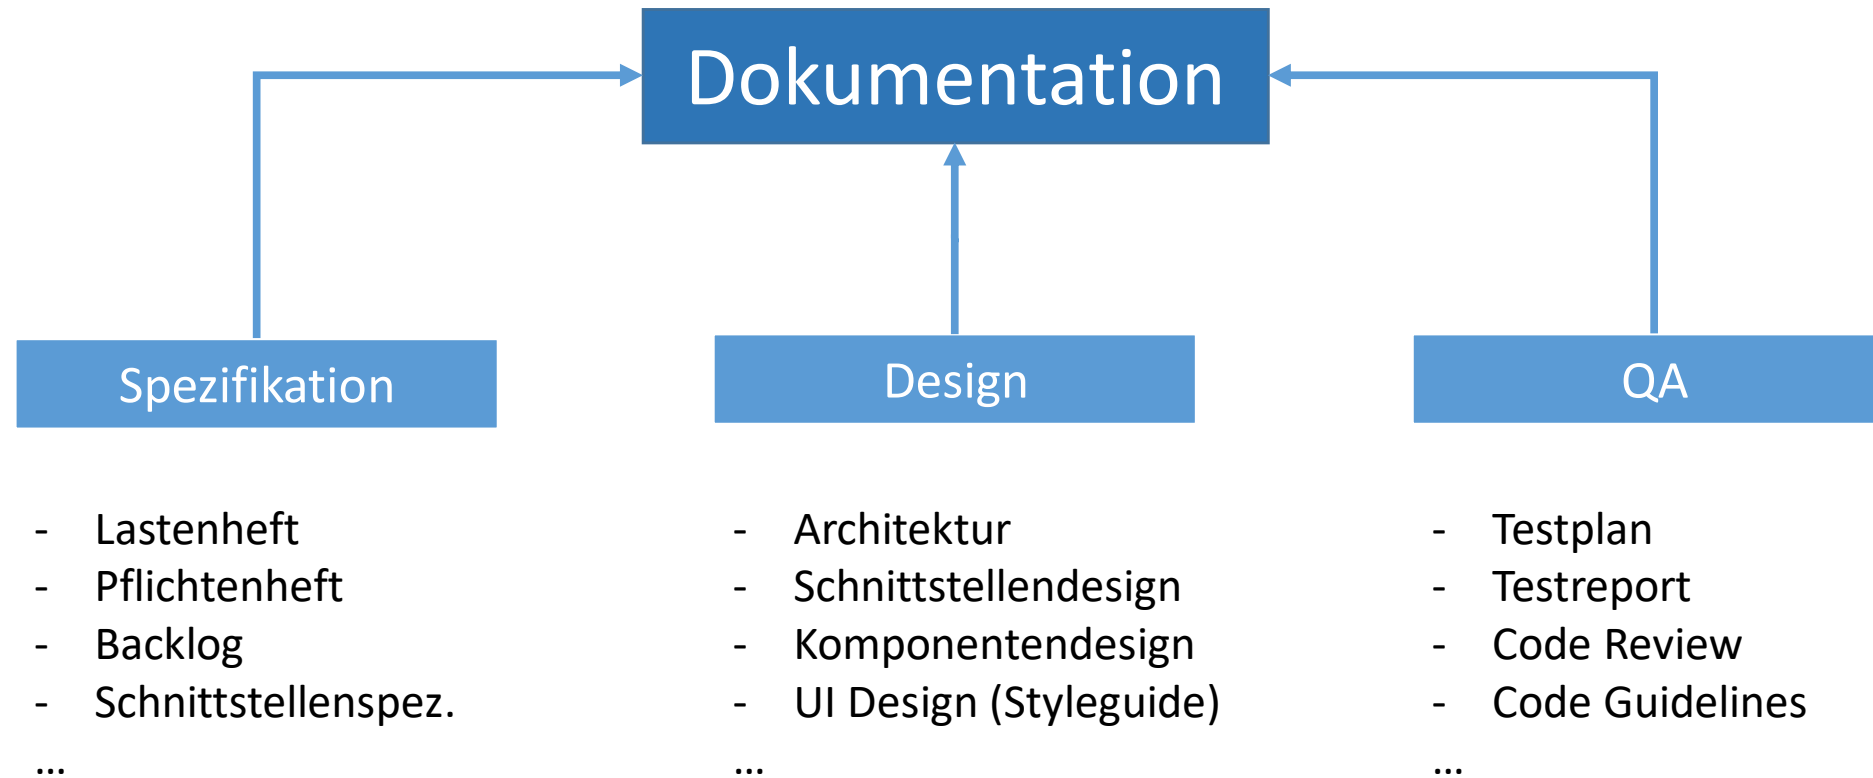 Dokumentation
Spezifikation
- Lastenheft
- Pflichtenheft
- Backlog
- Schnittstellenspez.
...
Design
- Architektur
- Schnittstellendesign
- Komponentendesign
- UI Design (Styleguide)
...
QA
- Testplan
- Testreport
- Code Review
- Code Guidelines
...